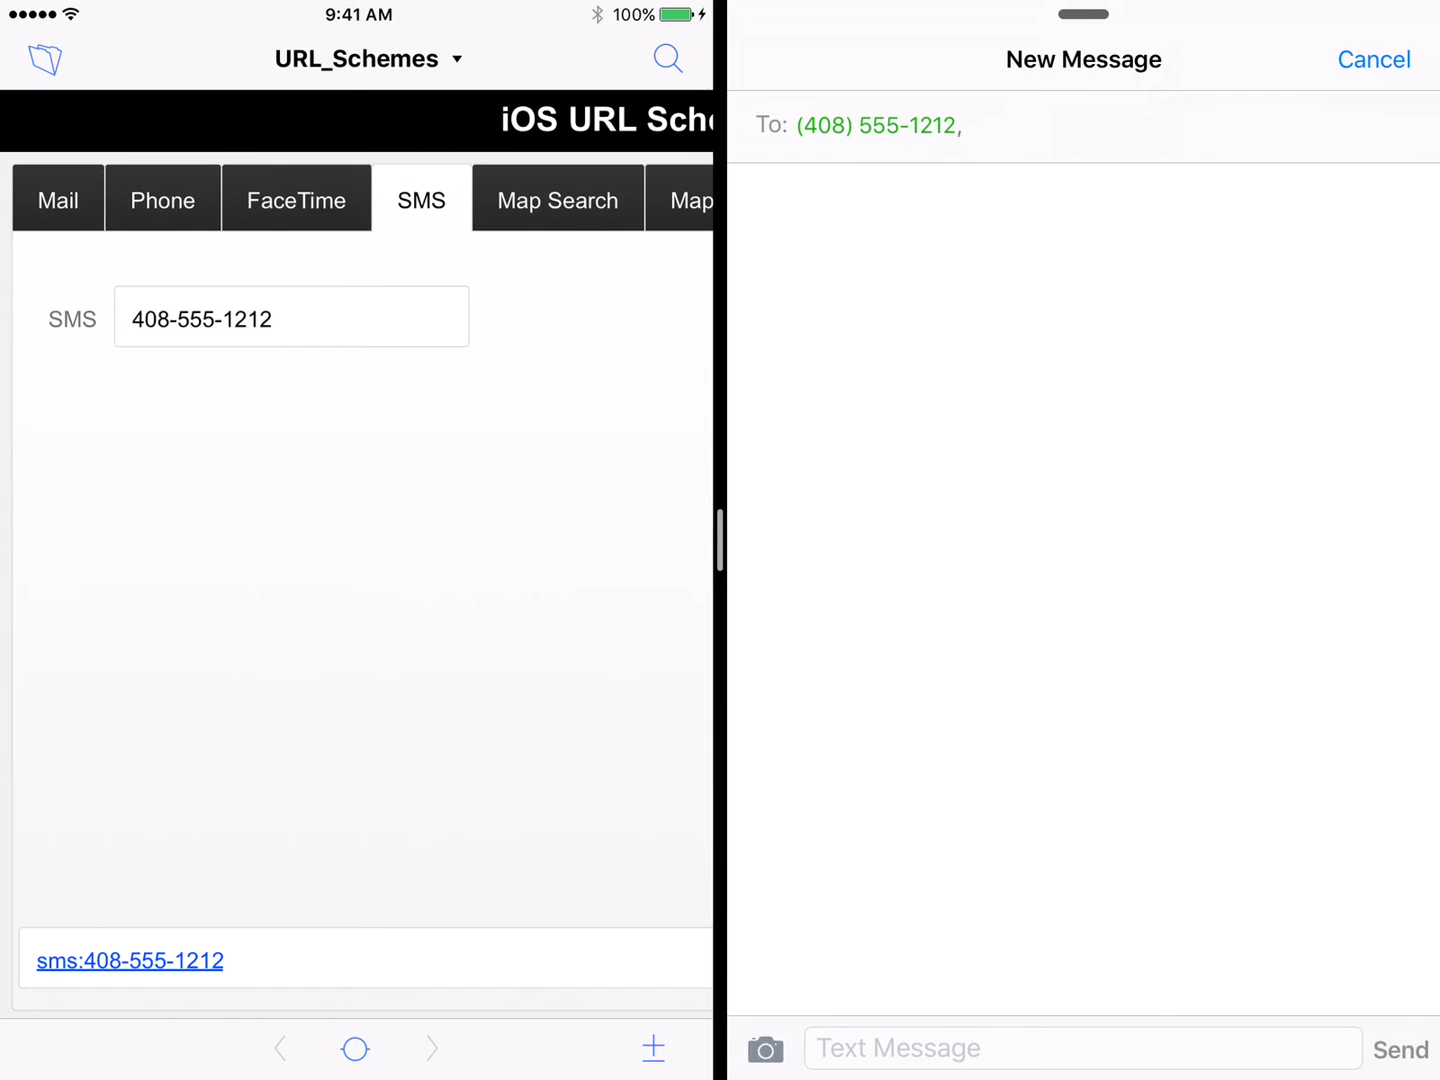 9:41 AM
100%
URL_Schemes
iOS URL Sch
Mail
Phone
FaceTime
SMS
Map Search
Map
SMS
408-555-1212
sms:408-555-1212
New Message
Cancel
To: (408) 555-1212,
Text Message
Send